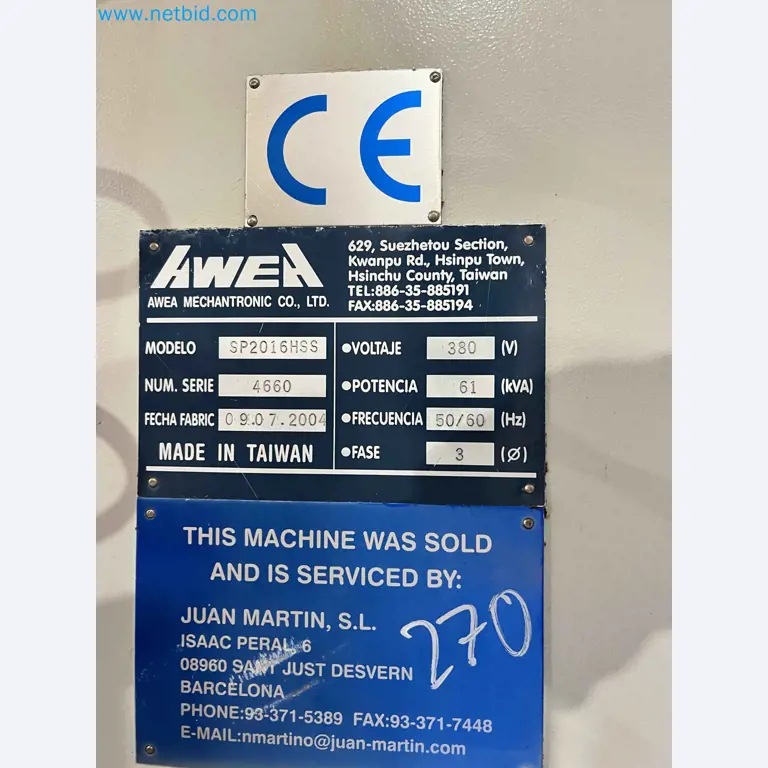 www.netbid.com
CE
AWEA
AWEA MECHANTRONIC CO., LTD.
629, Suezhetou Section,
Kwanpu Rd., Hsinpu Town,
Hsinchu County, Taiwan
TEL:886-35-885191
FAX:886-35-885194
MODELO SP2016HSS
NUM. SERIE 4660
FECHA FABRIC 09.07.2004
MADE IN TAIWAN
•VOLTAJE 380 (V)
•POTENCIA 61 (kVA)
•FRECUENCIA 50/60 (Hz)
•FASE 3 (Ø)
THIS MACHINE WAS SOLD
AND IS SERVICED BY:
JUAN MARTIN, S.L.
ISAAC PERAL, 6
08960 SANT JUST DESVERN
BARCELONA
PHONE:93-371-5389 FAX:93-371-7448
E-MAIL:nmartino@juan-martin.com
270